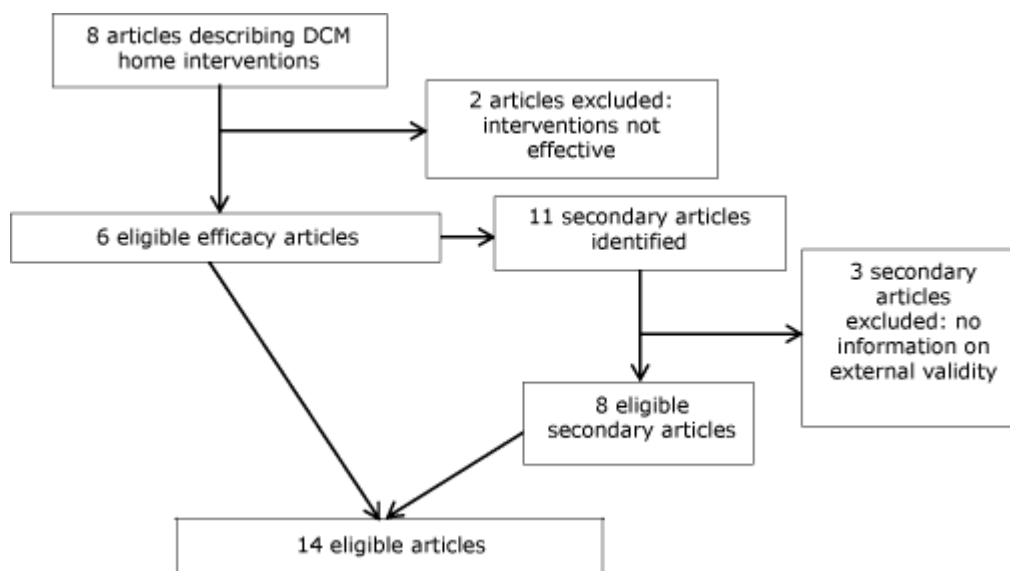 8 articles describing DCM
home interventions
2 articles excluded:
interventions not
effective
6 eligible efficacy articles
11 secondary articles
identified
3 secondary
articles
excluded: no
information on
external validity
8 eligible
secondary articles
14 eligible articles